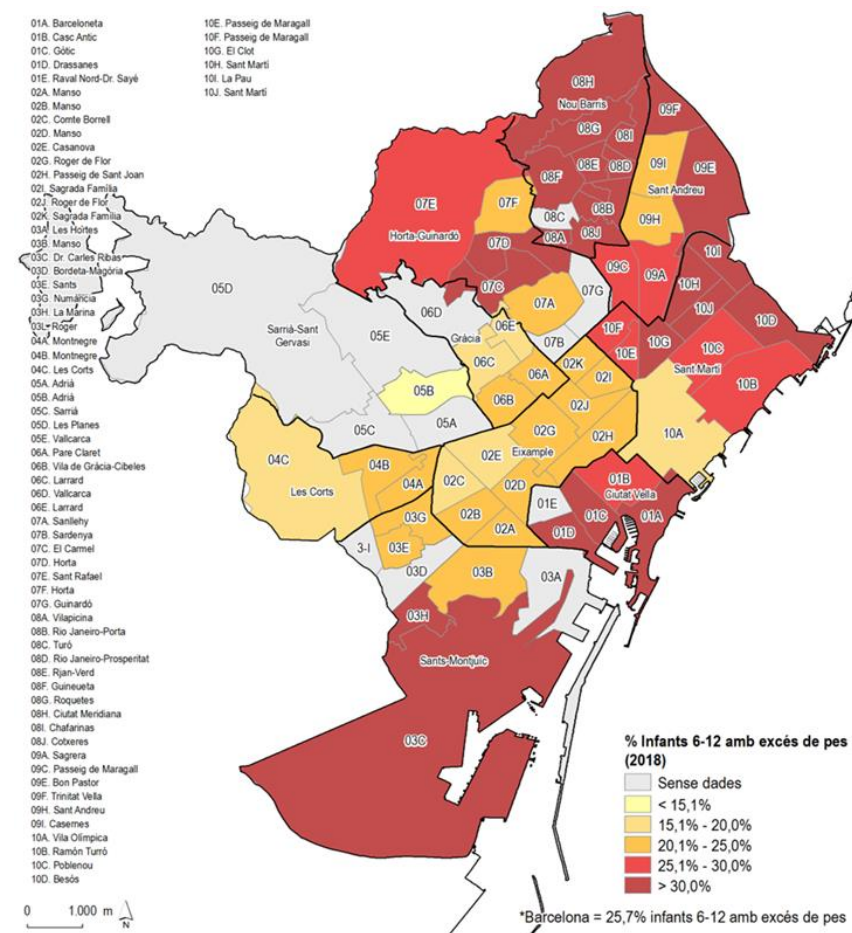 01A. Barceloneta
01B. Casc Antic
01C. Gòtic
01D. Drassanes
01E. Raval Nord-Dr. Sayé
02A. Manso
02B. Manso
02C. Comte Borrell
02D. Manso
02E. Casanova
02G. Roger de Flor
02H. Passeig de Sant Joan
02I. Sagrada Família
02J. Roger de Flor
02K. Sagrada Família
03A. Les Hortes
03B. Manso
03C. Dr. Carles Ribas
03D. Bordeta-Magòria
03E. Sants
03G. Numància
03H. La Marina
03I. Roger
04A. Montnegre
04B. Montnegre
04C. Les Corts
05A. Adrià
05B. Adrià
05C. Sarrià
05D. Les Planes
05E. Vallcarca
06A. Pare Claret
06B. Vila de Gràcia-Cibeles
06C. Larrard
06D. Vallcarca
06E. Larrard
07A. Sanllehy
07B. Sardenya
07C. El Carmel
07D. Horta
07E. Sant Rafael
07F. Horta
07G. Guinardó
08A. Vilapicina
08B. Rio Janeiro-Porta
08C. Turó
08D. Rio Janeiro-Prosperitat
08E. Rjan-Verd
08F. Guineueta
08G. Roquetes
08H. Ciutat Meridiana
08I. Chafarinas
08J. Cotxeres
09A. Sagrera
09C. Passeig de Maragall
09E. Bon Pastor
09F. Trinitat Vella
09H. Sant Andreu
09I. Casernes
10A. Vila Olímpica
10B. Ramón Turró
10C. Poblenou
10D. Besòs
10E. Passeig de Maragall
10F. Passeig de Maragall
10G. El Clot
10H. Sant Martí
10I. La Pau
10J. Sant Martí
08H
Nou Barris
09F
08G
08I
08E
08D
09I
09E
08F
Sant Andreu
07E
07F
08B
09H
08C
Horta-Guinardó
08J
08A
07D
10I
09C
09A
07C
07G
10H
05D
06D
07A
10J
10D
Sarrià-Sant
Gervasi
05E
Gràcia
06E
10F
07B
10G
10E
10C
06C
02K
Sant Martí
06A
02I
10B
05B
06B
02J
05A
02G
02H
10A
05C
04C
04B
02E
Eixample
Les Corts
04A
02C
02D
01B
Ciutat Vella
01E
03G
02B
01C
01A
02A
01D
3-I
03E
03D
03B
03A
03H
Sants-Montjuïc
03C
% Infants 6-12 amb excés de pes
(2018)
Sense dades
< 15,1%
15,1% - 20,0%
20,1% - 25,0%
25,1% - 30,0%
> 30,0%
*Barcelona = 25,7% infants 6-12 amb excés de pes
0 1.000 m
N